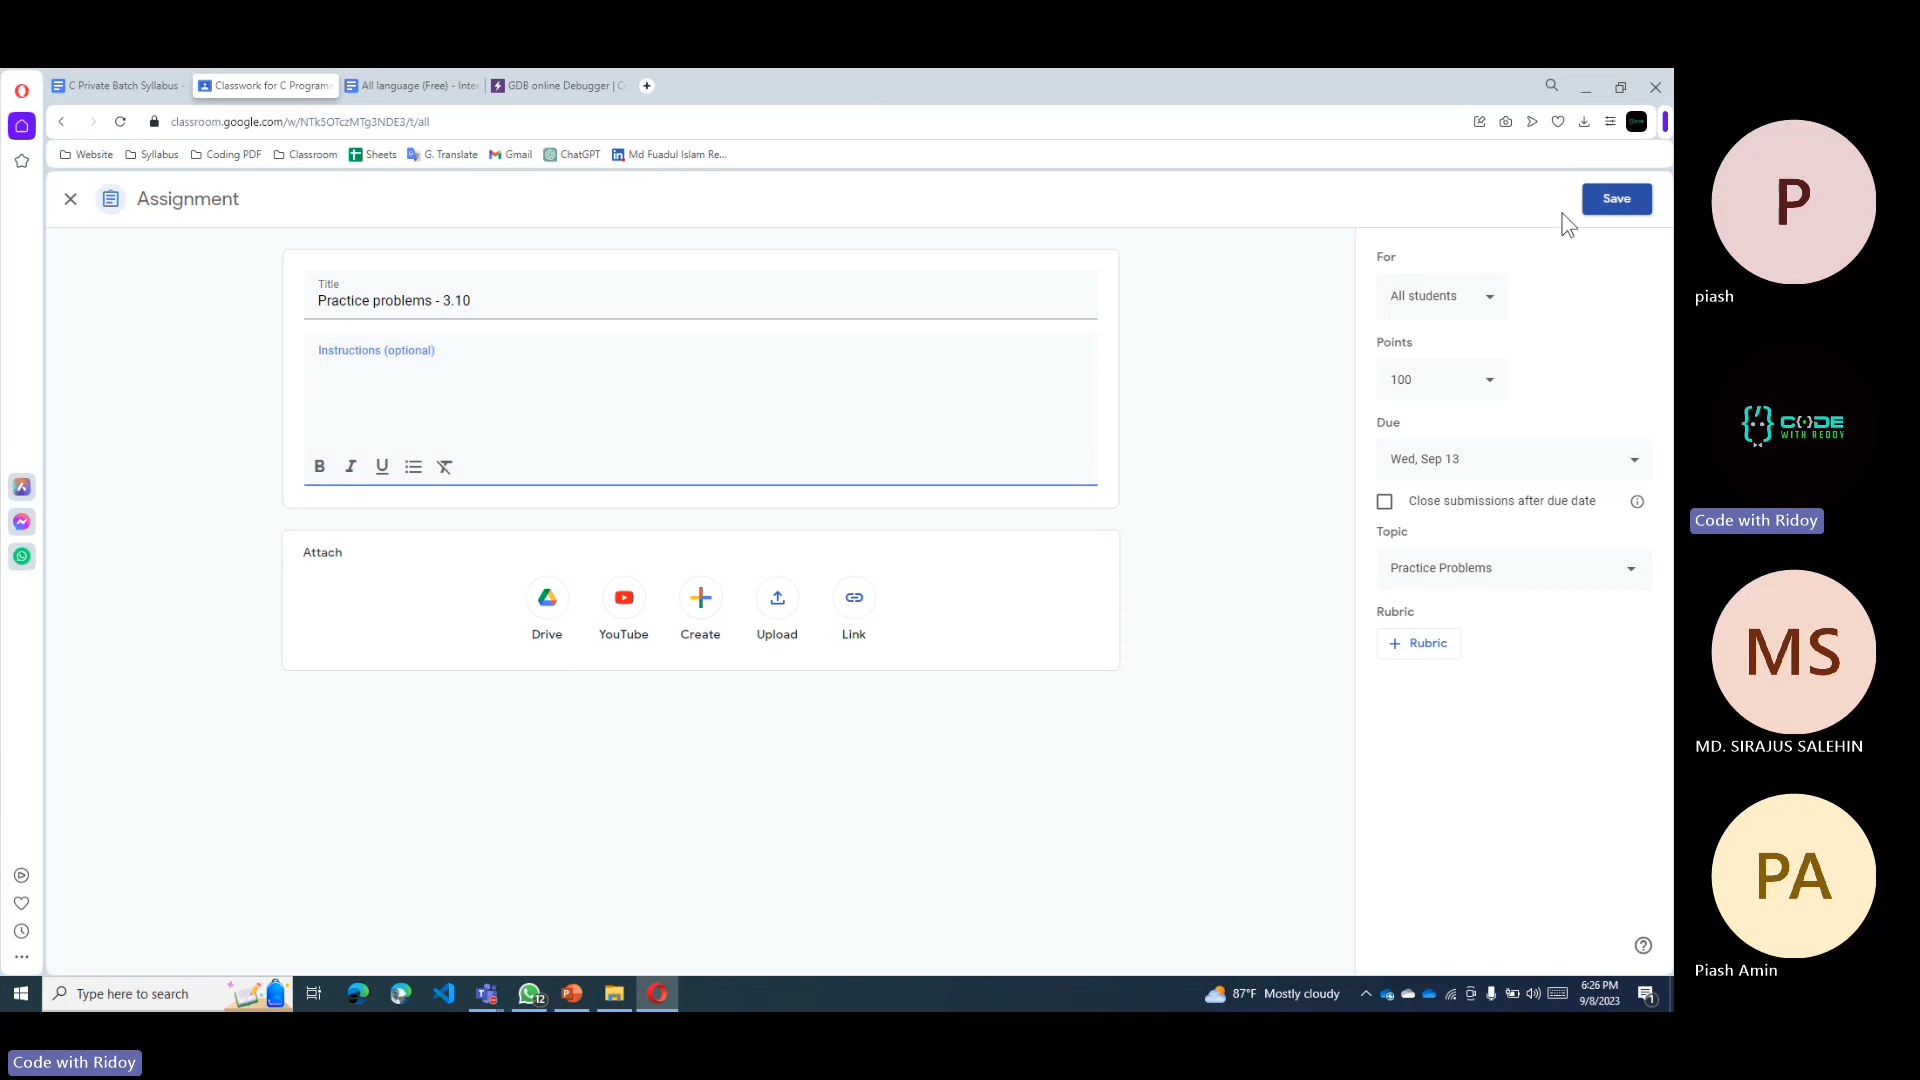 C Private Batch Syllabus -
Classwork for C Program
All language (Free) - Inte
GDB online Debugger | C
classroom.google.com/w/NTk5OTczMTg3NDE3/t/all
Website
Syllabus
Coding PDF
Classroom
Sheets
G. Translate
Gmail
ChatGPT
Md Fuadul Islam Re...
Assignment
Save
Title
Practice problems - 3.10
Instructions (optional)
B I U
Attach
Drive
YouTube
Create
Upload
Link
For
All students
Points
100
Due
Wed, Sep 13
Close submissions after due date
Topic
Practice Problems
Rubric
Rubric
P
piash
CODE
WITH REDOY
Code with Ridoy
MS
MD. SIRAJUS SALEHIN
PA
Piash Amin
Type here to search
12
87°F Mostly cloudy
6:26 PM
9/8/2023
1
Code with Ridoy